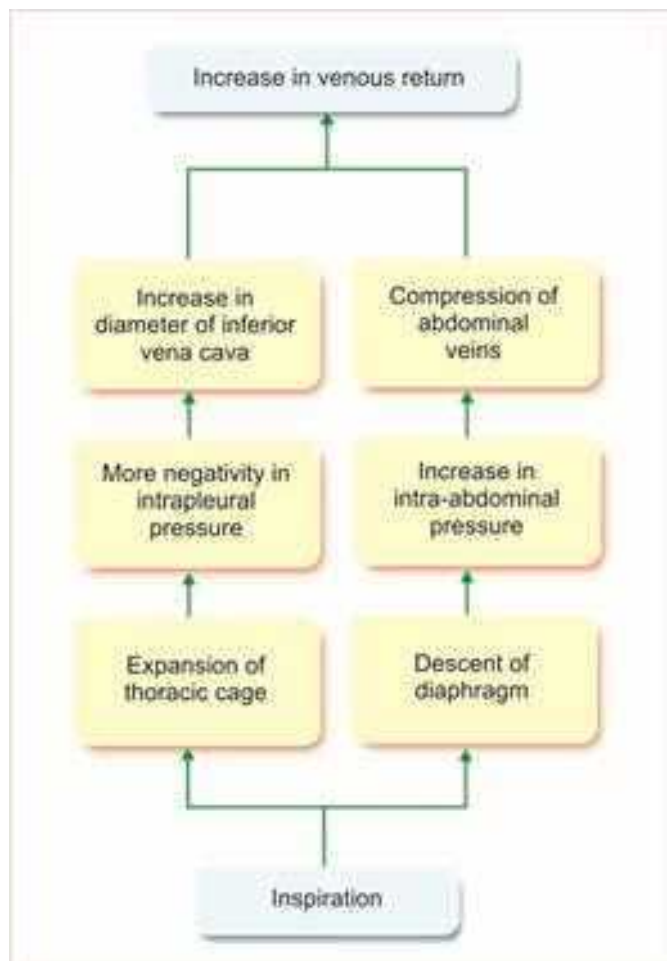 Increase in venous return
Increase in
diameter of inferior
vena cava
Compression of
abdominal
veins
More negativity in
intrapleural
pressure
Increase in
intra-abdominal
pressure
Expansion of
thoracic cage
Descent of
diaphragm
Inspiration